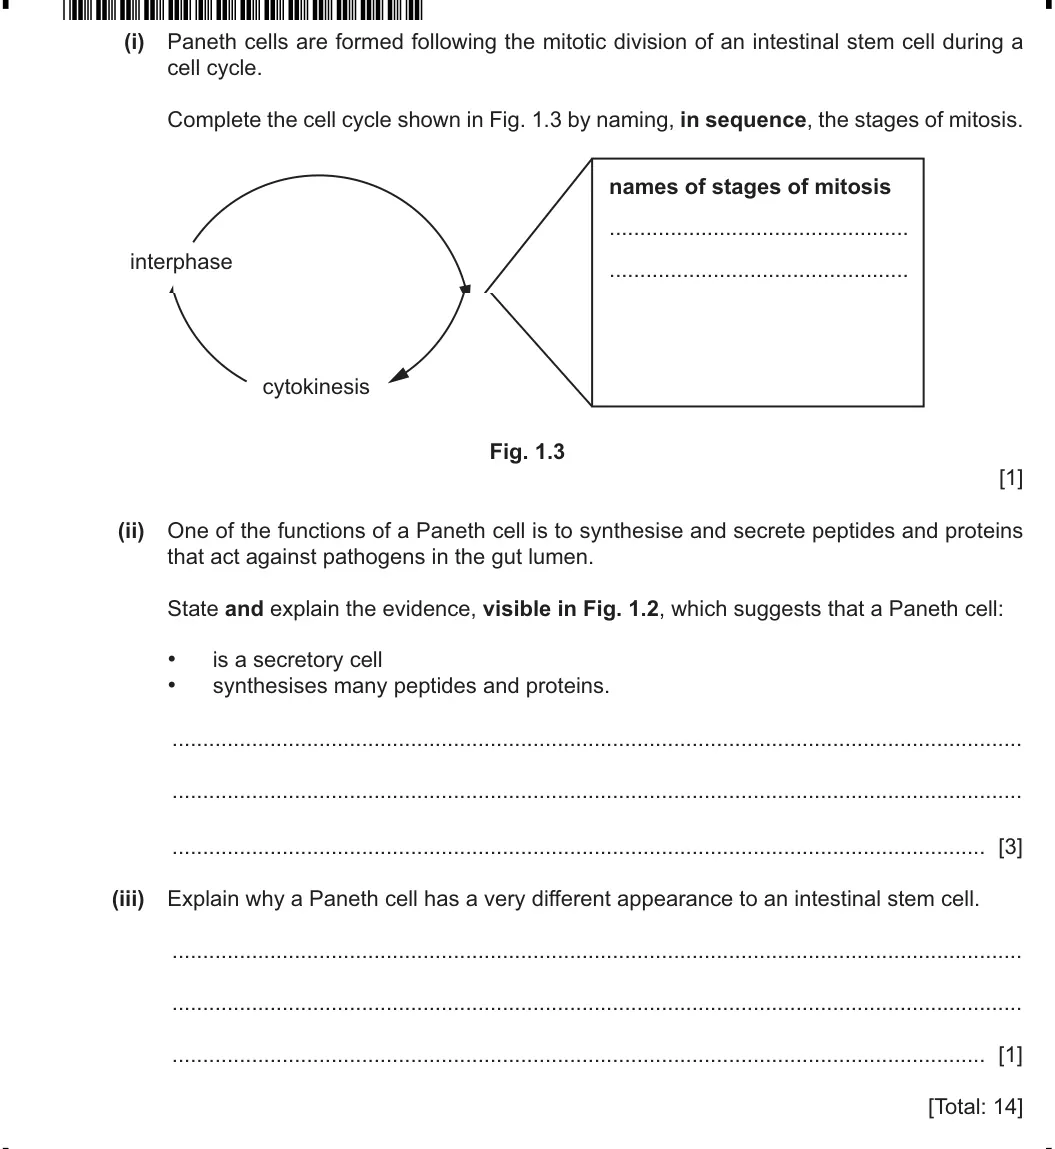 (i) Paneth cells are formed following the mitotic division of an intestinal stem cell during a
cell cycle.
Complete the cell cycle shown in Fig. 1.3 by naming, in sequence, the stages of mitosis.
names of stages of mitosis
.................................................
.................................................
interphase
cytokinesis
Fig. 1.3
[1]
(ii) One of the functions of a Paneth cell is to synthesise and secrete peptides and proteins
that act against pathogens in the gut lumen.
State and explain the evidence, visible in Fig. 1.2, which suggests that a Paneth cell:
• is a secretory cell
• synthesises many peptides and proteins.
...........................................................................................................................................
...........................................................................................................................................
..................................................................................................................................... [3]
(iii) Explain why a Paneth cell has a very different appearance to an intestinal stem cell.
...........................................................................................................................................
...........................................................................................................................................
..................................................................................................................................... [1]
[Total: 14]